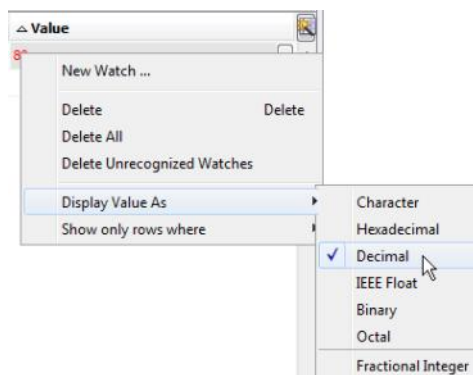 Value
New Watch ...
Delete Delete
Delete All
Delete Unrecognized Watches
Display Value As
Show only rows where
Character
Hexadecimal
Decimal
IEEE Float
Binary
Octal
Fractional Integer